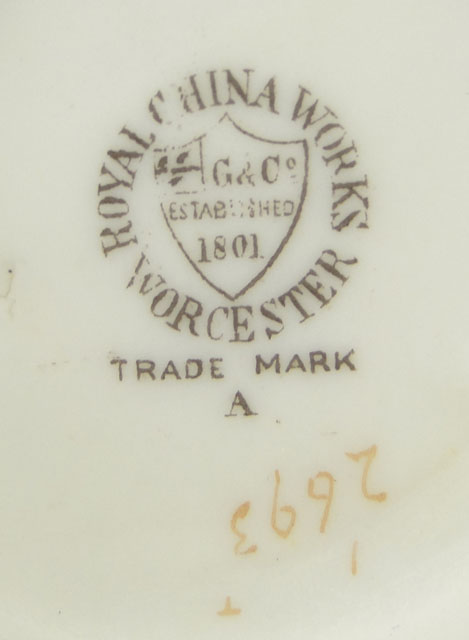 ROYAL CHINA WORKS
G & Co
ESTABLISHED
1801
WORCESTER
TRADE MARK
A
2693